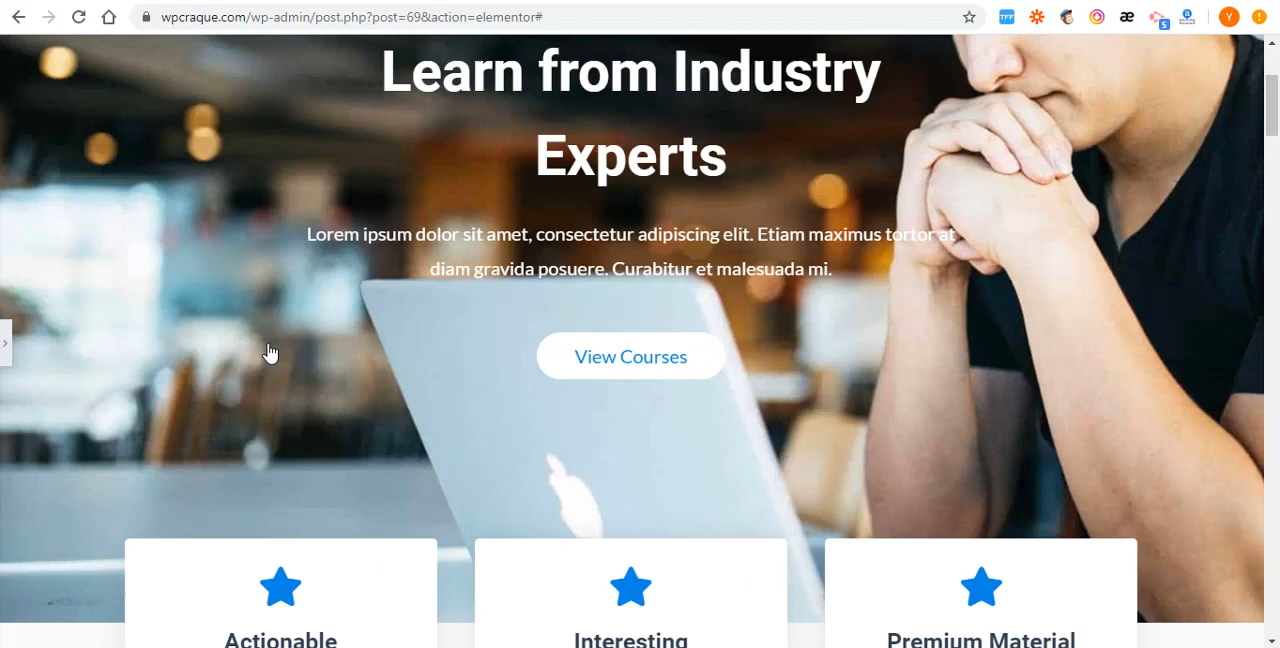 wpcraque.com/wp-admin/post.php?post=69&action=elementor#
TFF
æ
5
Y
Learn from Industry
Experts
Lorem ipsum dolor sit amet, consectetur adipiscing elit. Etiam maximus tortor at
diam gravida posuere. Curabitur et malesuada mi.
View Courses
Actionable
Interesting
Premium Material